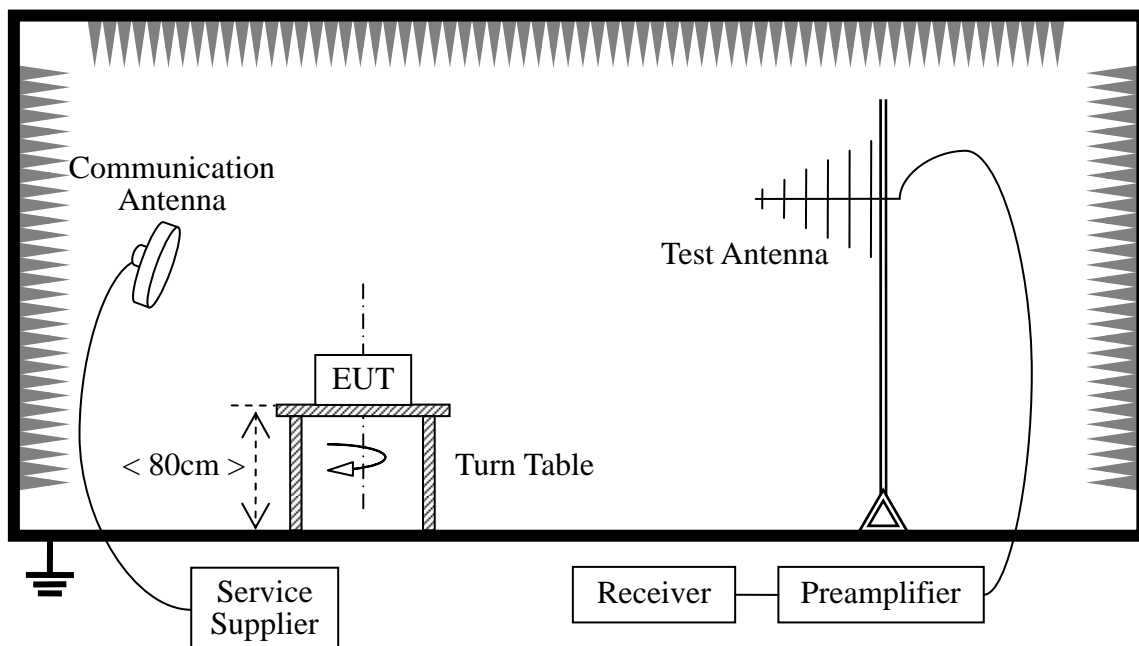 Communication
Antenna
Test Antenna
EUT
< 80cm >
Turn Table
Service
Supplier
Receiver
Preamplifier